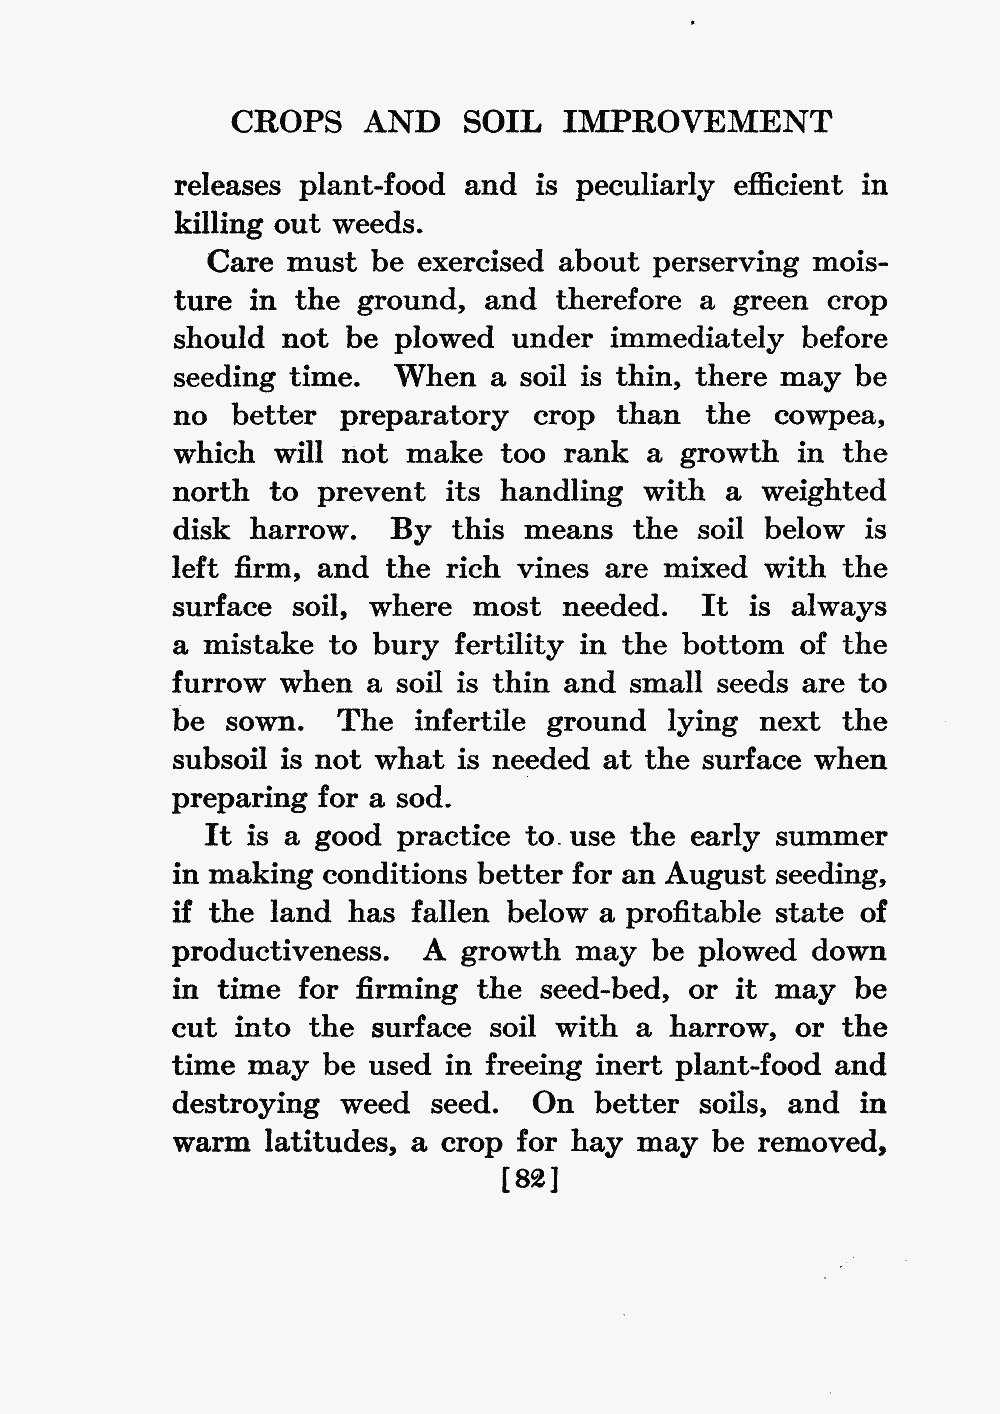 CROPS AND SOIL IMPROVEMENT
releases plant-food and is peculiarly efficient in
killing out weeds.
Care must be exercised about perserving mois-
ture in the ground, and therefore a green crop
should not be plowed under immediately before
seeding time. When a soil is thin, there may be
no better preparatory crop than the cowpea,
which will not make too rank a growth in the
north to prevent its handling with a weighted
disk harrow. By this means the soil below is
left firm, and the rich vines are mixed with the
surface soil, where most needed. It is always
a mistake to bury fertility in the bottom of the
furrow when a soil is thin and small seeds are to
be sown. The infertile ground lying next the
subsoil is not what is needed at the surface when
preparing for a sod.
It is a good practice to use the early summer
in making conditions better for an August seeding,
if the land has fallen below a profitable state of
productiveness. A growth may be plowed down
in time for firming the seed-bed, or it may be
cut into the surface soil with a harrow, or the
time may be used in freeing inert plant-food and
destroying weed seed. On better soils, and in
warm latitudes, a crop for hay may be removed,
[82]